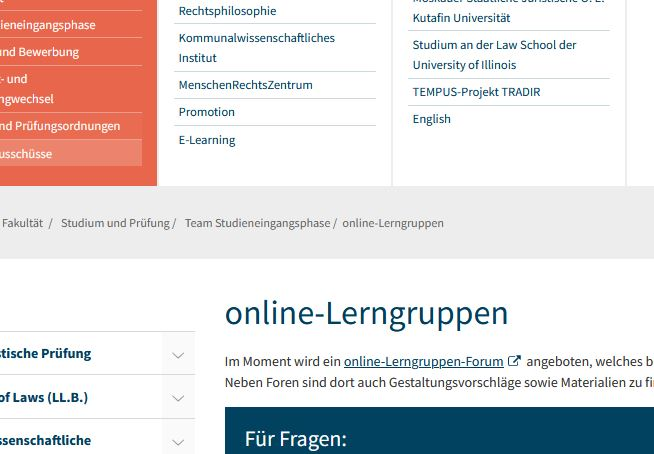 ieneingangsphase
und Bewerbung
- und
ngwechsel
nd Prüfungsordnungen
usschüsse
Rechtsphilosophie
Kommunalwissenschaftliches
Institut
MenschenRechtsZentrum
Promotion
E-Learning
Kutafin Universität
Studium an der Law School der
University of Illinois
TEMPUS-Projekt TRADIR
English
Fakultät / Studium und Prüfung / Team Studieneingangsphase / online-Lerngruppen
online-Lerngruppen
stische Prüfung
of Laws (LL.B.)
ssenschaftliche
Im Moment wird ein online-Lerngruppen-Forum angeboten, welches b
Neben Foren sind dort auch Gestaltungsvorschläge sowie Materialien zu fi
Für Fragen: